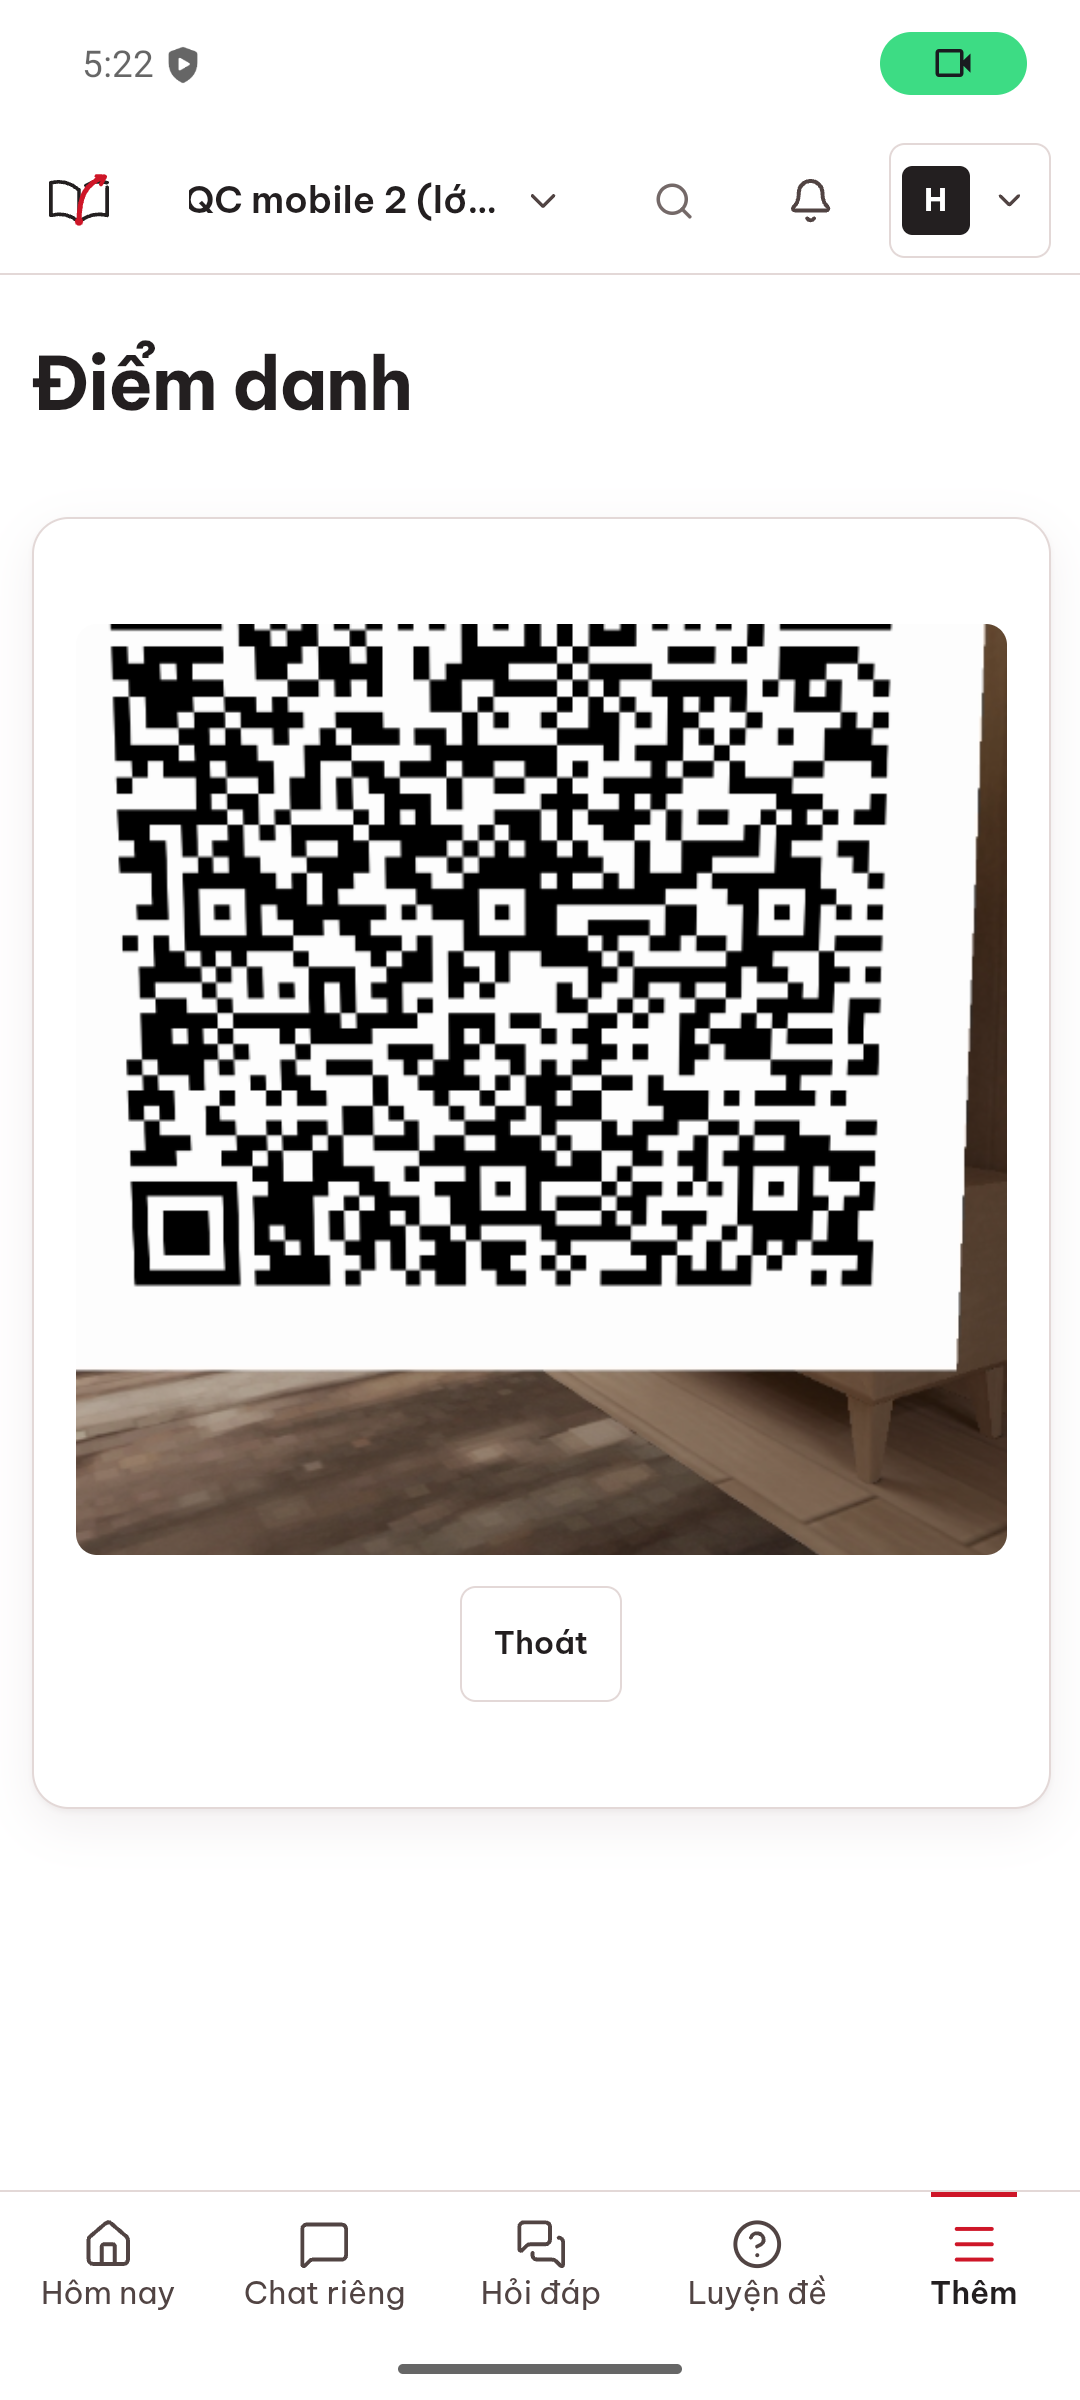 5:22
QC mobile 2 (lớ...
H
Điểm danh
Thoát
Hôm nay
Chat riêng
Hỏi đáp
Luyện đề
Thêm